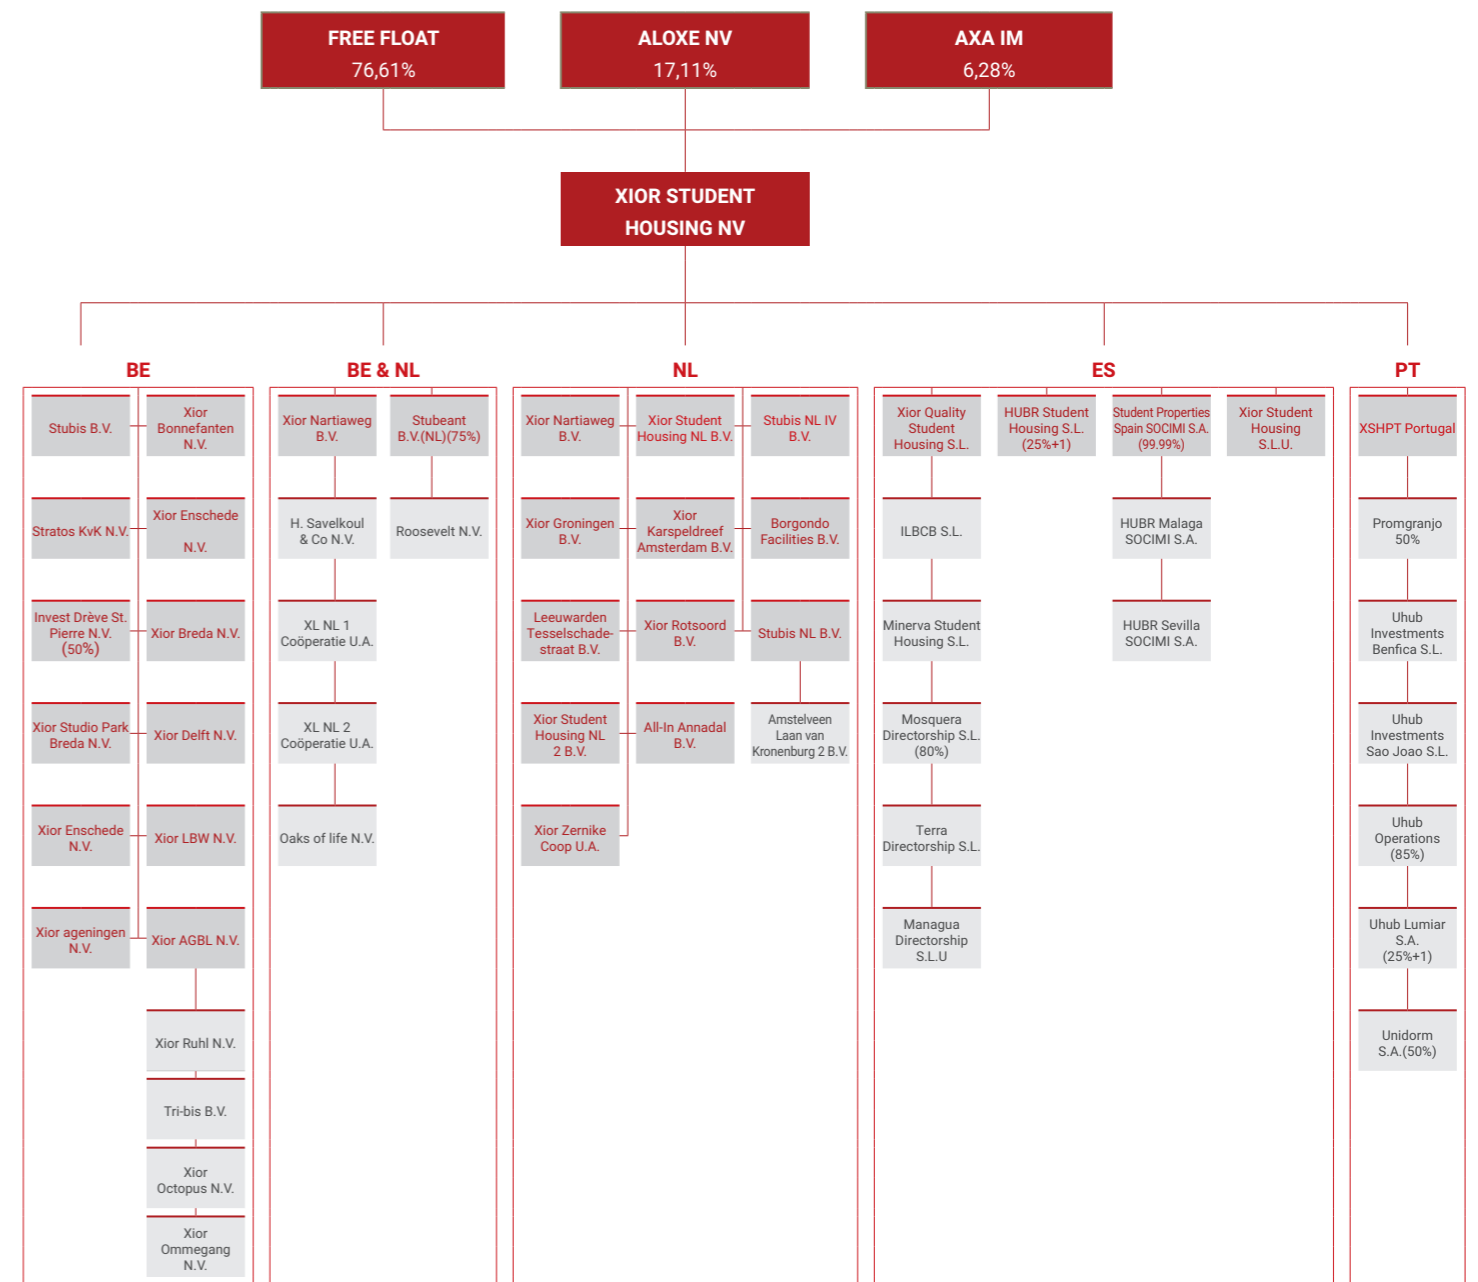 FREE FLOAT
76,61%
ALOXE NV
17,11%
AXA IM
6,28%
XIOR STUDENT
HOUSING NV
BE
Stubis B.V.
Xior
Bonnefanten
N.V.
Stratos KvK N.V.
Xior Enschede
N.V.
Invest Drève St.
Pierre N.V.
(50%)
Xior Breda N.V.
Xior Studio Park
Breda N.V.
Xior Delft N.V.
Xior Enschede
N.V.
Xior LBW N.V.
Xior ageningen
N.V.
Xior AGBL N.V.
Xior Ruhl N.V.
Tri-bis B.V.
Xior
Octopus N.V.
Xior
Ommegang
N.V.
BE & NL
Xior Nartiaweg
B.V.
Stubeant
B.V.(NL)(75%)
H. Savelkoul
& Co N.V.
Roosevelt N.V.
XL NL 1
Coöperatie U.A.
XL NL 2
Coöperatie U.A.
Oaks of life N.V.
NL
Xior Nartiaweg
B.V.
Xior Student
Housing NL B.V.
Stubis NL IV
B.V.
Xior Groningen
B.V.
Xior
Karspeldreef
Amsterdam B.V.
Borgondo
Facilities B.V.
Leeuwarden
Tesselschade-
straat B.V.
Xior Rotsoord
B.V.
Stubis NL B.V.
Xior Student
Housing NL
2 B.V.
All-In Annadal
B.V.
Amstelveen
Laan van
Kronenburg 2 B.V.
Xior Zernike
Coop U.A.
ES
Xior Quality
Student
Housing S.L.
HUBR Student
Housing S.L.
(25%+1)
Student Properties
Spain SOCIMI S.A.
(99.99%)
Xior Student
Housing
S.L.U.
ILBCB S.L.
HUBR Malaga
SOCIMI S.A.
Minerva Student
Housing S.L.
HUBR Sevilla
SOCIMI S.A.
Mosquera
Directorship S.L.
(80%)
Terra
Directorship S.L.
Managua
Directorship
S.L.U
PT
XSHPT Portugal
Promgranjo
50%
Uhub
Investments
Benfica S.L.
Uhub
Investments
Sao Joao S.L.
Uhub
Operations
(85%)
Uhub Lumiar
S.A.
(25%+1)
Unidorm
S.A.(50%)